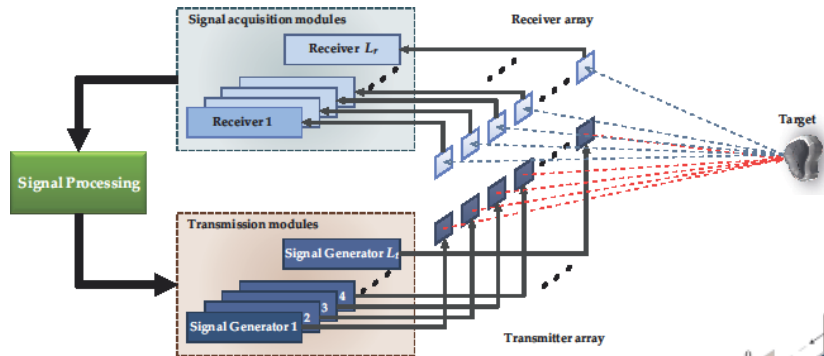 Signal acquisition modules
Receiver array
Receiver Lᵣ
Receiver 1
Target
Signal Processing
Transmission modules
Signal Generator Lₜ
4
3
2
Signal Generator 1
Transmitter array